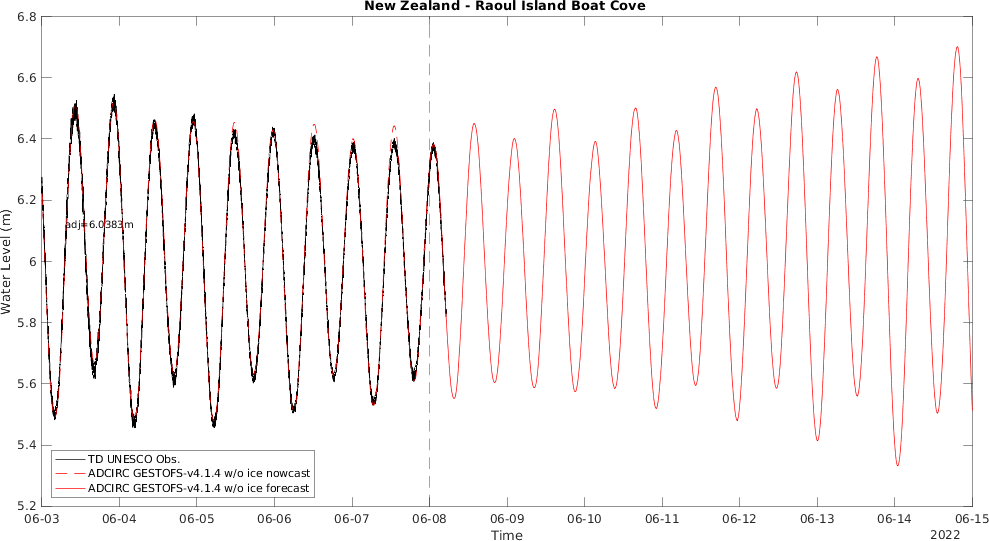 New Zealand - Raoul Island Boat Cove
Water Level (m)
6.8
6.6
6.4
6.2
6
5.8
5.6
5.4
5.2
adj=6.0383m
TD UNESCO Obs.
ADCIRC GESTOFS-v4.1.4 w/o ice nowcast
ADCIRC GESTOFS-v4.1.4 w/o ice forecast
06-03 06-04 06-05 06-06 06-07 06-08 06-09 06-10 06-11 06-12 06-13 06-14 06-15
Time
2022